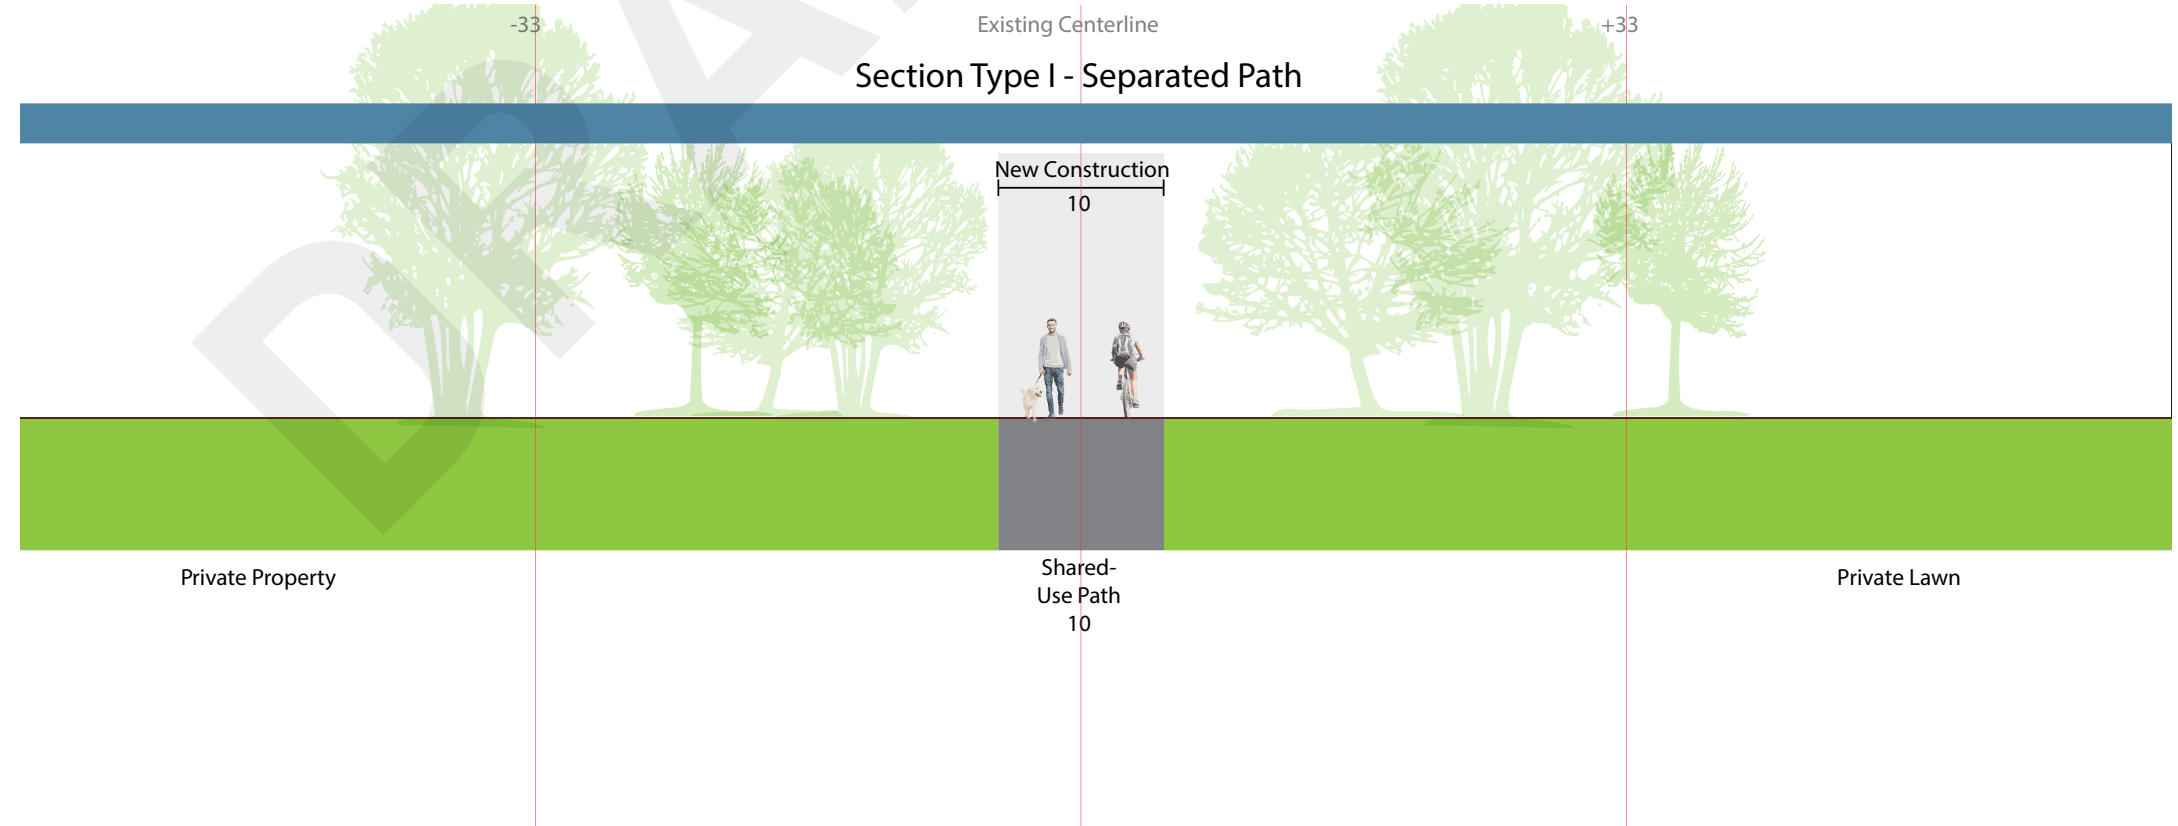 -33 Existing Centerline +33
Section Type I - Separated Path
New Construction
10
Private Property
Shared-
Use Path
10
Private Lawn